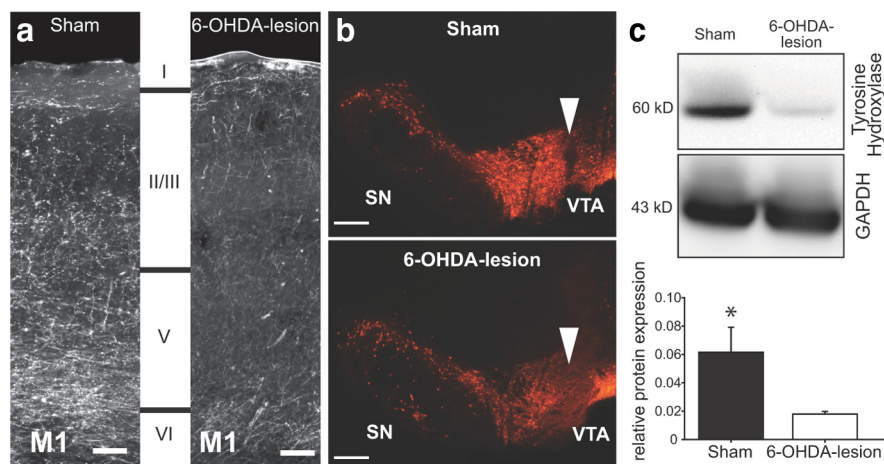 a
Sham
6-OHDA-lesion
I
II/III
V
VI
M1
M1
b
Sham
SN
VTA
6-OHDA-lesion
SN
VTA
c
Sham
6-OHDA-
lesion
60 kD
Tyrosine
Hydroxylase
43 kD
GAPDH
relative protein expression
0.10
0.08
0.06
0.04
0.02
0
*
Sham
6-OHDA-lesion